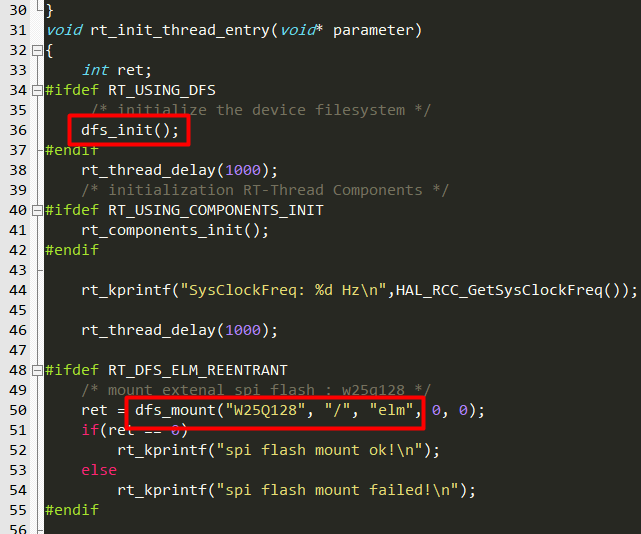 30 }
31 void rt_init_thread_entry(void* parameter)
32 {
33 int ret;
34 #ifdef RT_USING_DFS
35 /* initialize the device filesystem */
36 dfs_init();
37 #endif
38 rt_thread_delay(1000);
39 /* initialization RT-Thread Components */
40 #ifdef RT_USING_COMPONENTS_INIT
41 rt_components_init();
42 #endif
43
44 rt_kprintf("SysClockFreq: %d Hz\n",HAL_RCC_GetSysClockFreq());
45
46 rt_thread_delay(1000);
47
48 #ifdef RT_DFS_ELM_REENTRANT
49 /* mount extenal spi flash : w25q128 */
50 ret = dfs_mount("W25Q128", "/", "elm", 0, 0);
51 if(ret == 0)
52 rt_kprintf("spi flash mount ok!\n");
53 else
54 rt_kprintf("spi flash mount failed!\n");
55 #endif
56